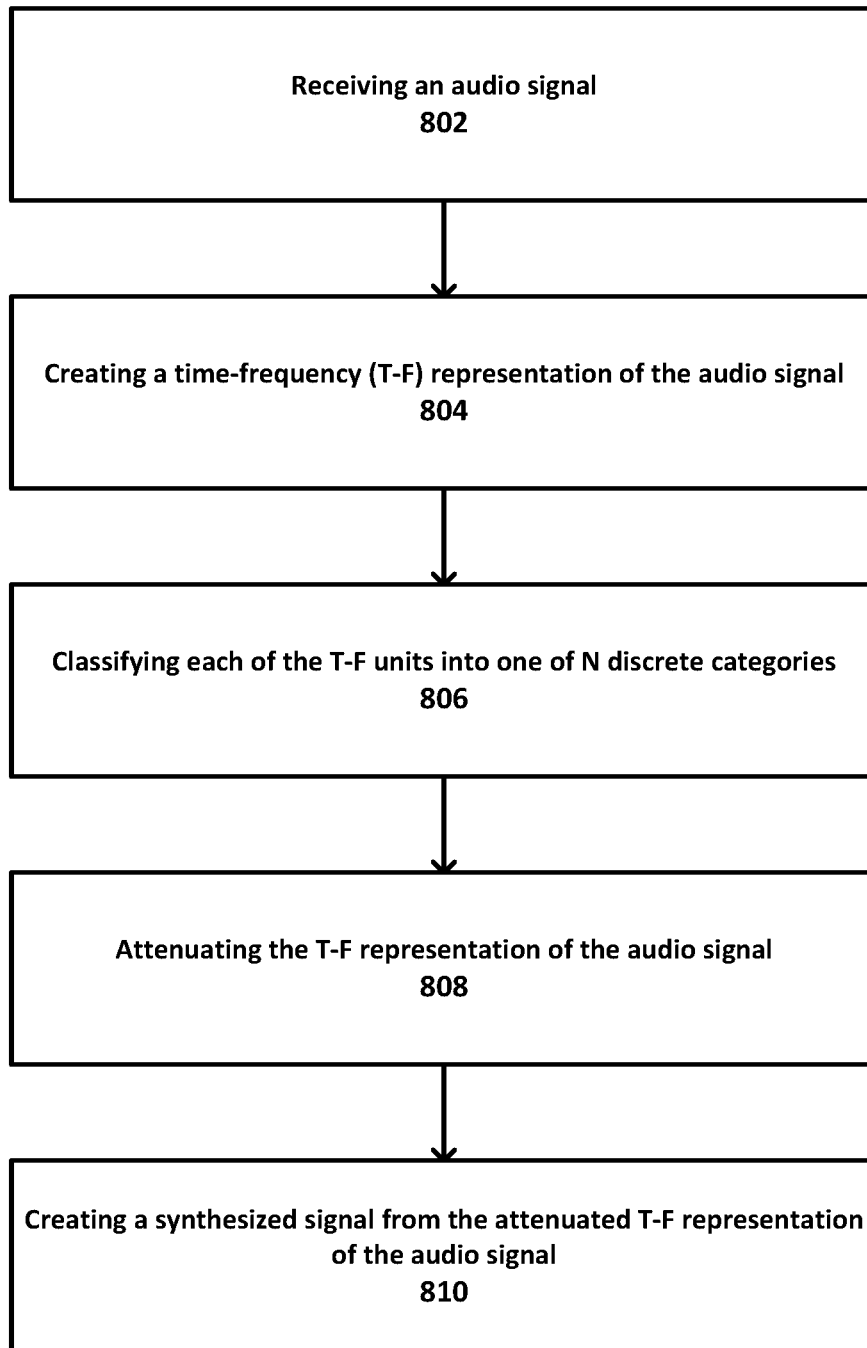 Receiving an audio signal
802
Creating a time-frequency (T-F) representation of the audio signal
804
Classifying each of the T-F units into one of N discrete categories
806
Attenuating the T-F representation of the audio signal
808
Creating a synthesized signal from the attenuated T-F representation
of the audio signal
810